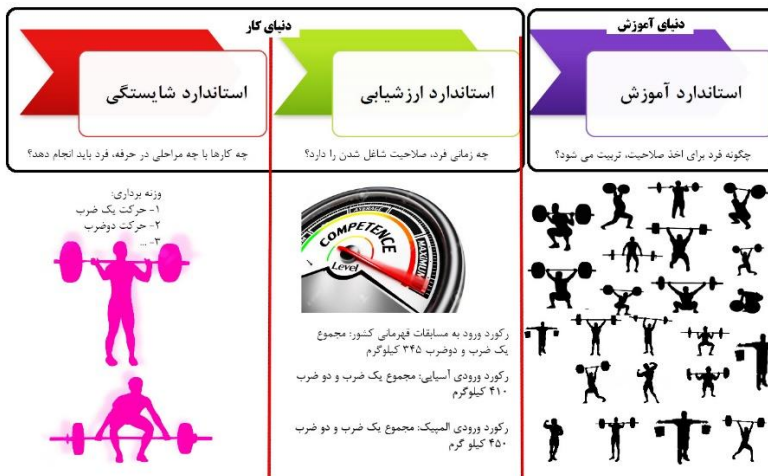 دنیای آموزش
استاندارد آموزش
چگونه فرد برای اخذ صلاحیت، تربیت می شود؟
دنیای کار
استاندارد ارزشیابی
چه زمانی فرد، صلاحیت شاغل شدن را دارد؟
استاندارد شایستگی
چه کارها با چه مراحلی در حرفه، فرد باید انجام دهد؟
AVERAGE
MAXIMUM
COMPETENCE
Level
رکورد ورود به مسابقات قهرمانی کشور: مجموع
یک ضرب و دوضرب ۳۴۵ کیلوگرم
رکورد ورودی آسیایی: مجموع یک ضرب و دو ضرب
۴۱۰ کیلوگرم
رکورد ورودی المپیک: مجموع یک ضرب و دو ضرب
۴۵۰ کیلو گرم
وزنه برداری:
۱- حرکت یک ضرب
۲- حرکت دوضرب
۳- ...